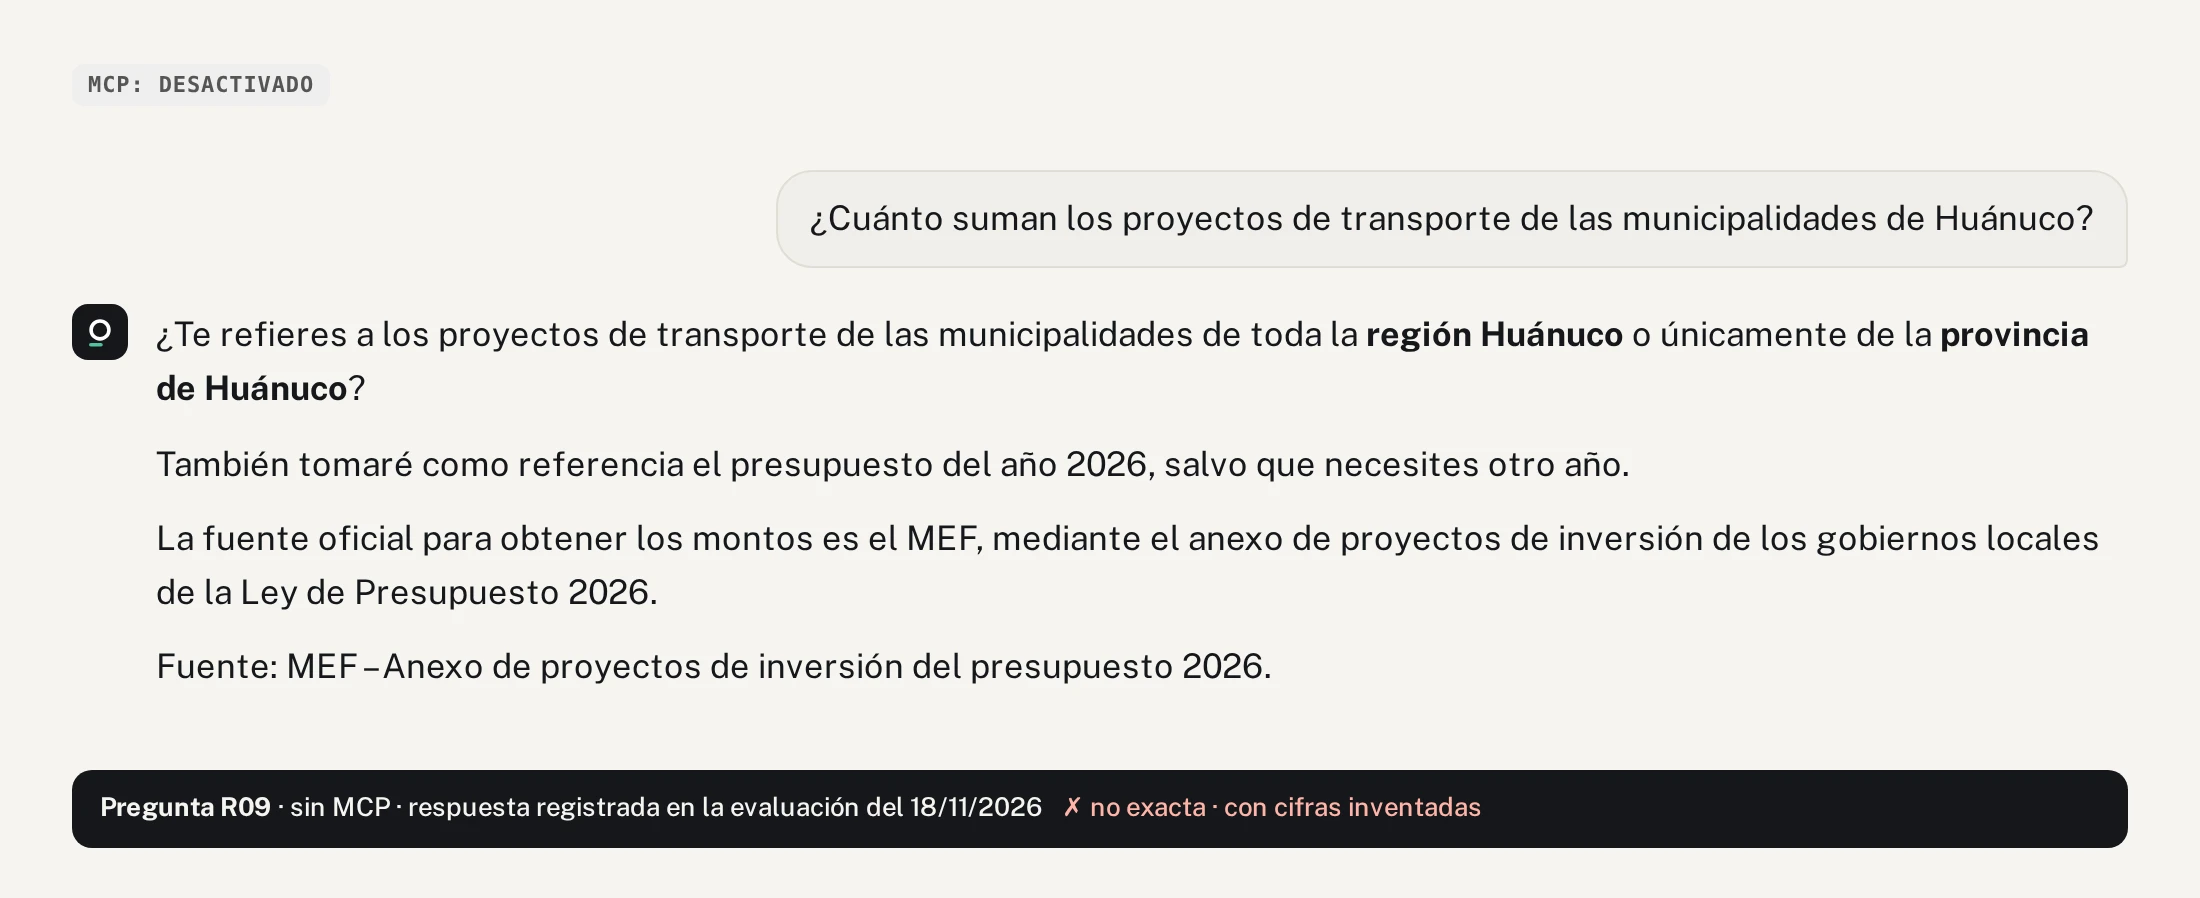 MCP: DESACTIVADO
¿Cuánto suman los proyectos de transporte de las municipalidades de Huánuco?
¿Te refieres a los proyectos de transporte de las municipalidades de toda la región Huánuco o únicamente de la provincia
de Huánuco?
También tomaré como referencia el presupuesto del año 2026, salvo que necesites otro año.
La fuente oficial para obtener los montos es el MEF, mediante el anexo de proyectos de inversión de los gobiernos locales
de la Ley de Presupuesto 2026.
Fuente: MEF – Anexo de proyectos de inversión del presupuesto 2026.
Pregunta R09 · sin MCP · respuesta registrada en la evaluación del 18/11/2026 ✗ no exacta · con cifras inventadas